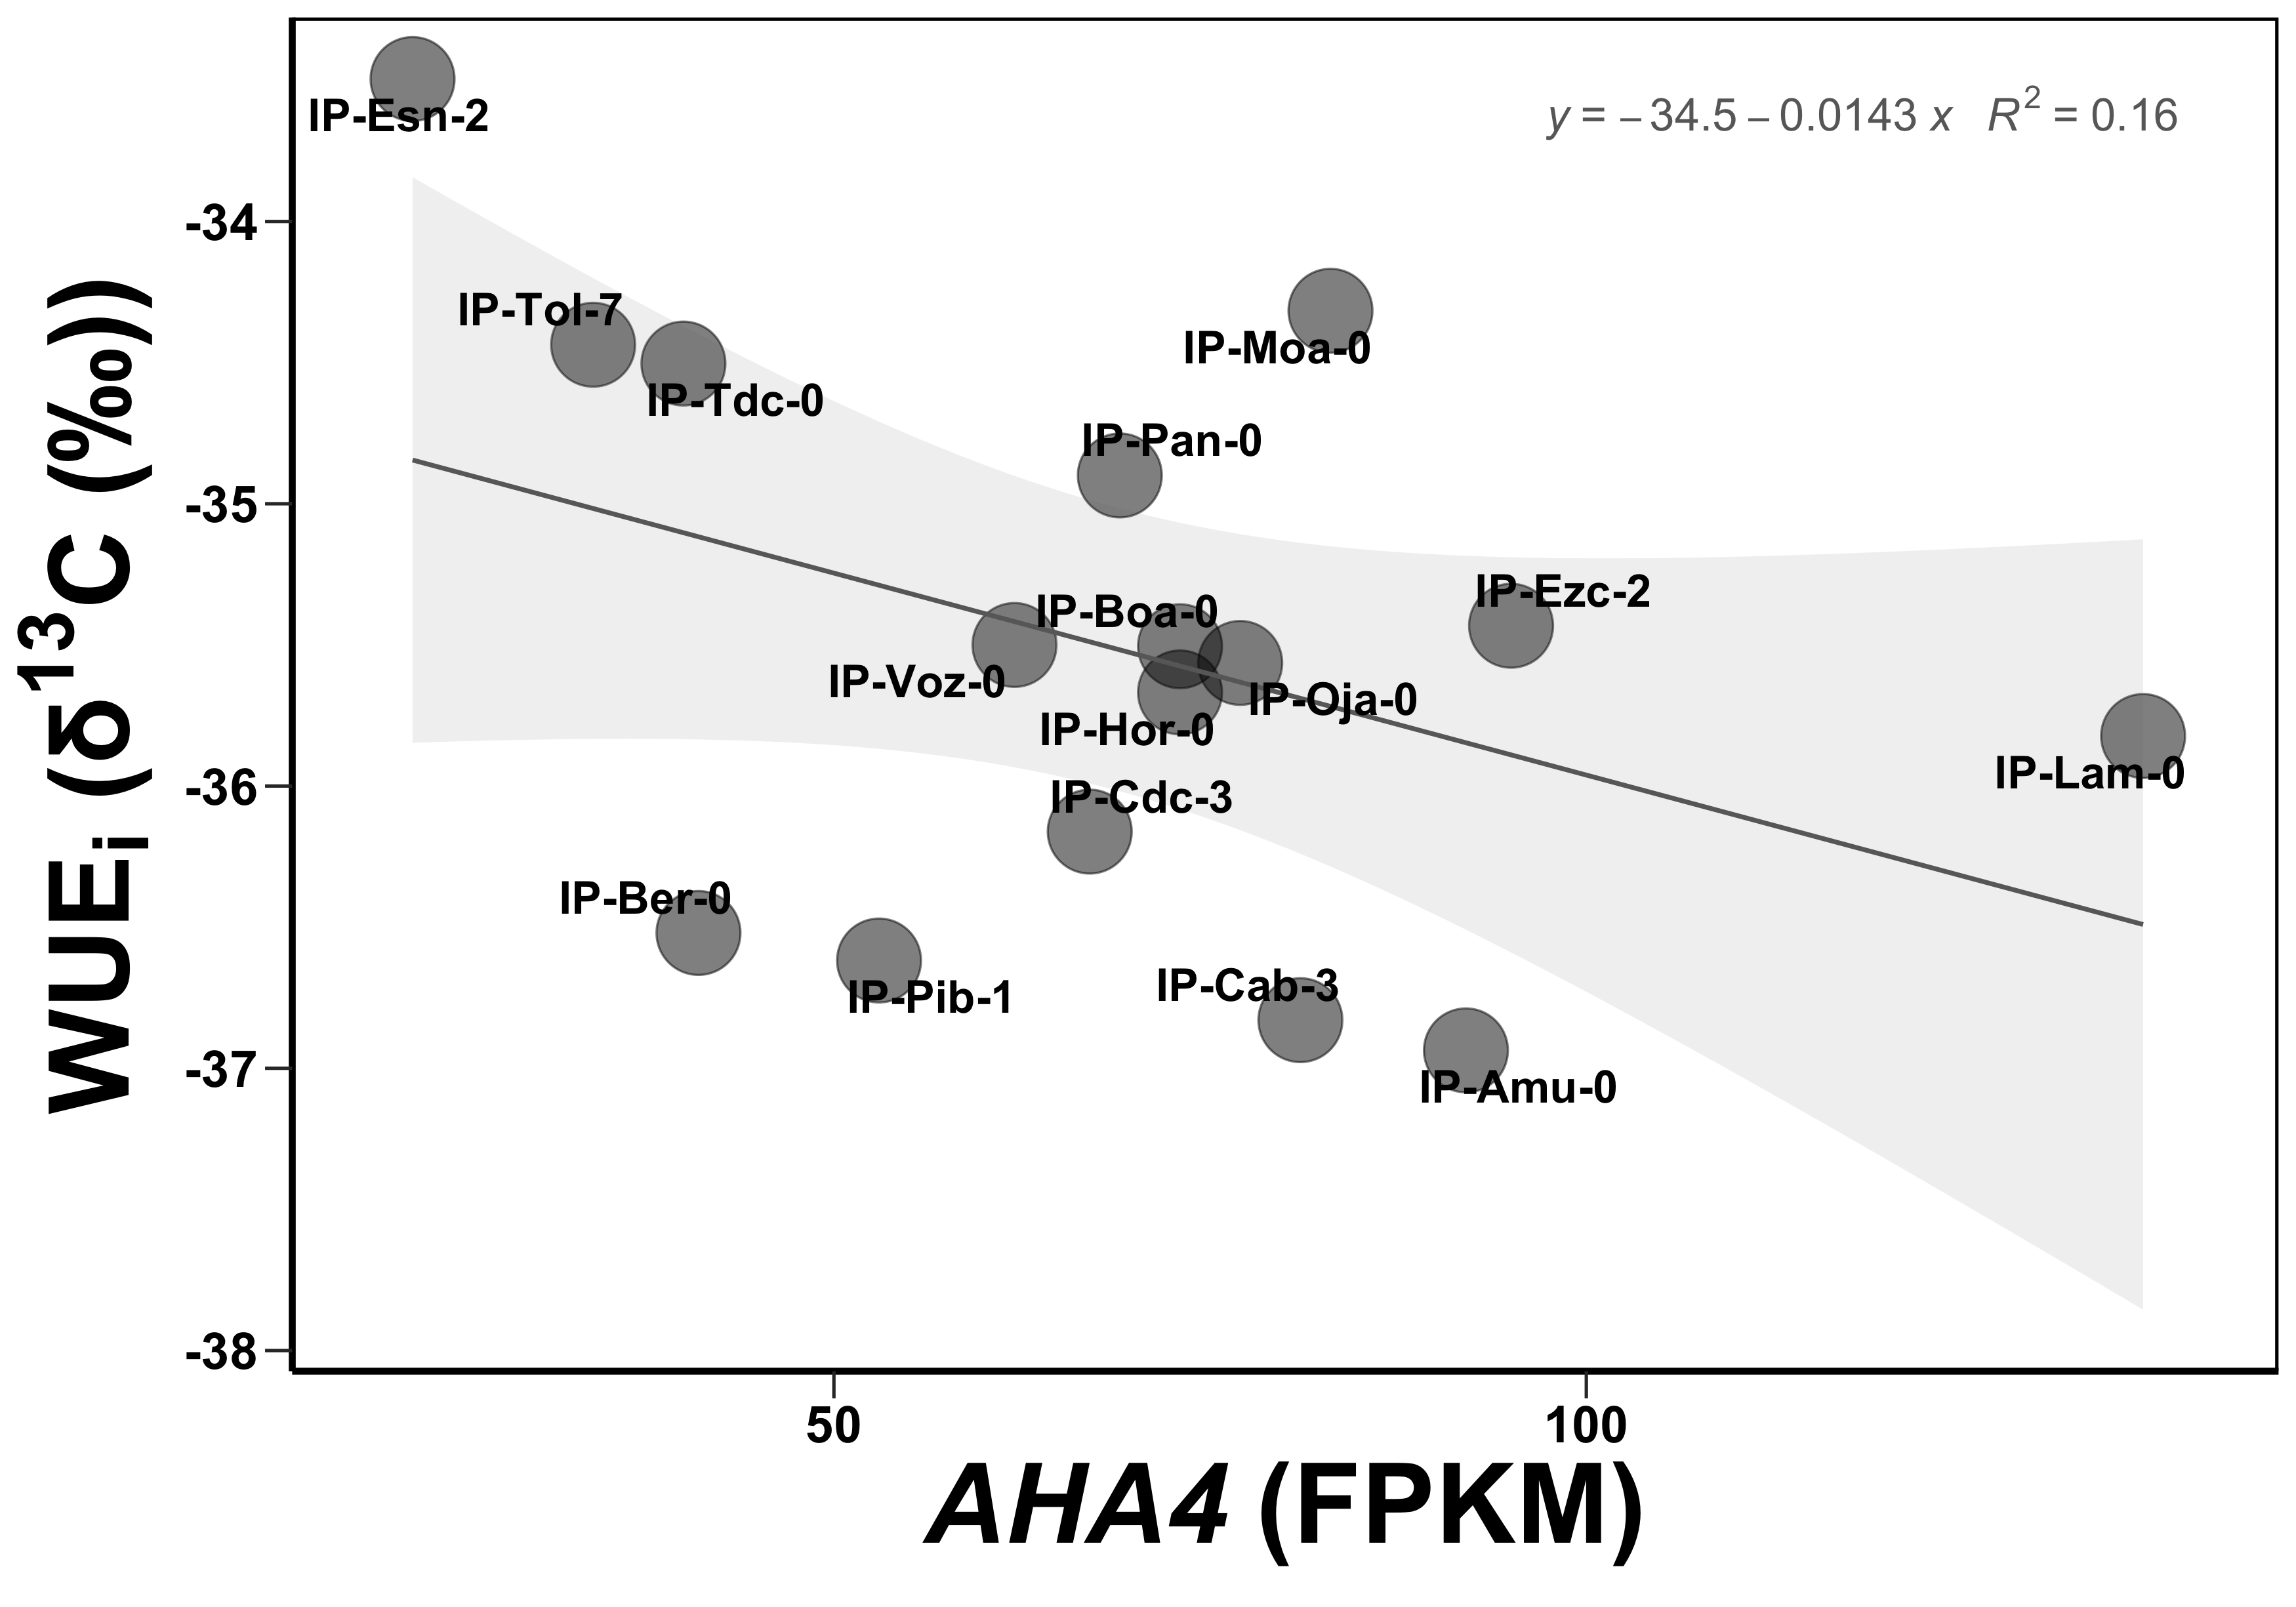 y = −34.5 − 0.0143 x R² = 0.16
IP-Esn-2
IP-Tol-7
IP-Tdc-0
IP-Moa-0
IP-Pan-0
IP-Boa-0
IP-Ezc-2
IP-Voz-0
IP-Oja-0
IP-Hor-0
IP-Lam-0
IP-Cdc-3
IP-Ber-0
IP-Pib-1
IP-Cab-3
IP-Amu-0
-34
-35
-36
-37
-38
50
100
WUEi (δ¹³C (‰)))
AHA4 (FPKM)